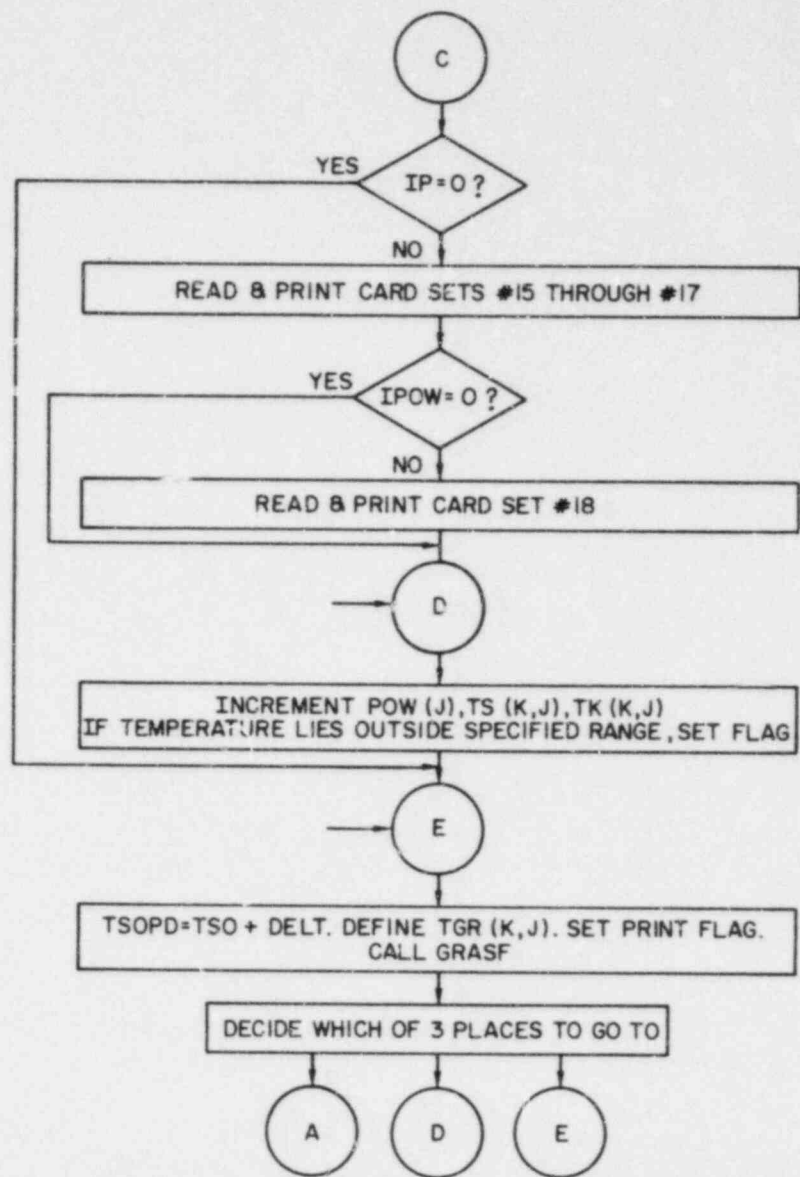 C
YES
IP=0?
NO
READ & PRINT CARD SETS #15 THROUGH #17
YES
IPOW=0?
NO
READ & PRINT CARD SET #18
D
INCREMENT POW (J),TS (K,J),TK (K,J)
IF TEMPERATURE LIES OUTSIDE SPECIFIED RANGE, SET FLAG
E
TSOPD=TSO + DELT. DEFINE TGR (K,J). SET PRINT FLAG.
CALL GRASF
DECIDE WHICH OF 3 PLACES TO GO TO
A D E